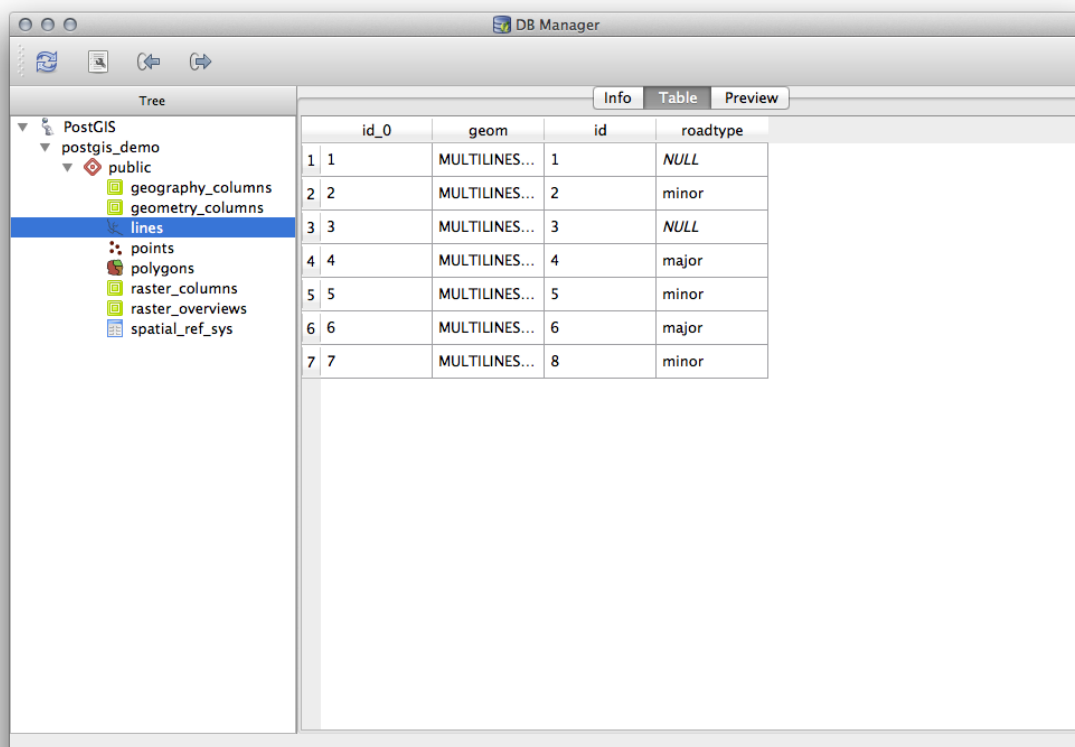 DB Manager
Tree
PostGIS
postgis_demo
public
geography_columns
geometry_columns
lines
points
polygons
raster_columns
raster_overviews
spatial_ref_sys
Info Table Preview
id_0 geom id roadtype
1 1 MULTILINES... 1 NULL
2 2 MULTILINES... 2 minor
3 3 MULTILINES... 3 NULL
4 4 MULTILINES... 4 major
5 5 MULTILINES... 5 minor
6 6 MULTILINES... 6 major
7 7 MULTILINES... 8 minor